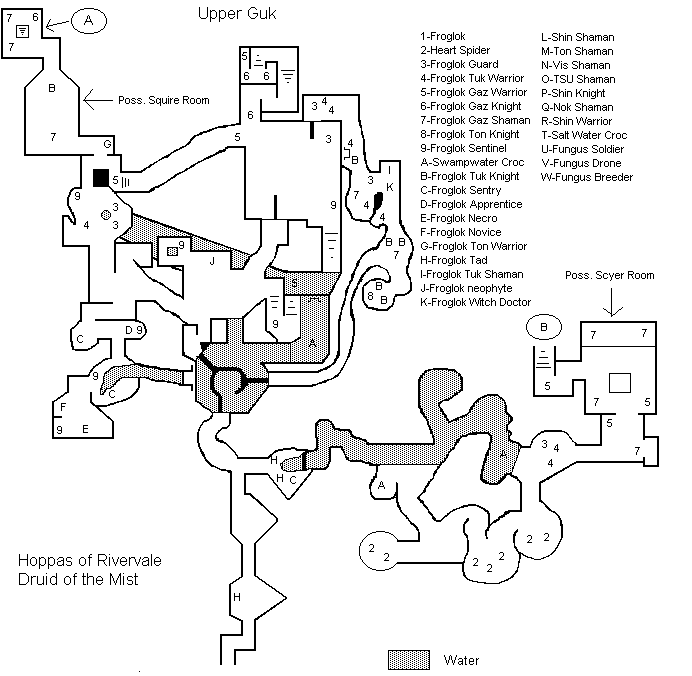 Upper Guk
7 6
A
7
B
Poss. Squire Room
7
G
5
9
3
4 3
5
6 6
6
5
3 4 4
3
B
I
3
K
7 4
4
9
B B
7
B
8 B
9
J
5
9
A
C
D 9
9
C
F
9 E
H
H C
A
A
3 4
4
2 2
2 2
2 2
H
Poss. Scyer Room
B
5
7 7
7 5
5
7
1-Froglok
2-Heart Spider
3-Froglok Guard
4-Froglok Tuk Warrior
5-Froglok Gaz Warrior
6-Froglok Gaz Knight
7-Froglok Gaz Shaman
8-Froglok Ton Knight
9-Froglok Sentinel
A-Swampwater Croc
B-Froglok Tuk Knight
C-Froglok Sentry
D-Froglok Apprentice
E-Froglok Necro
F-Froglok Novice
G-Froglok Ton Warrior
H-Froglok Tad
I-Froglok Tuk Shaman
J-Froglok neophyte
K-Froglok Witch Doctor
L-Shin Shaman
M-Ton Shaman
N-Vis Shaman
O-TSU Shaman
P-Shin Knight
Q-Nok Shaman
R-Shin Warrior
T-Salt Water Croc
U-Fungus Soldier
V-Fungus Drone
W-Fungus Breeder
Hoppas of Rivervale
Druid of the Mist
Water